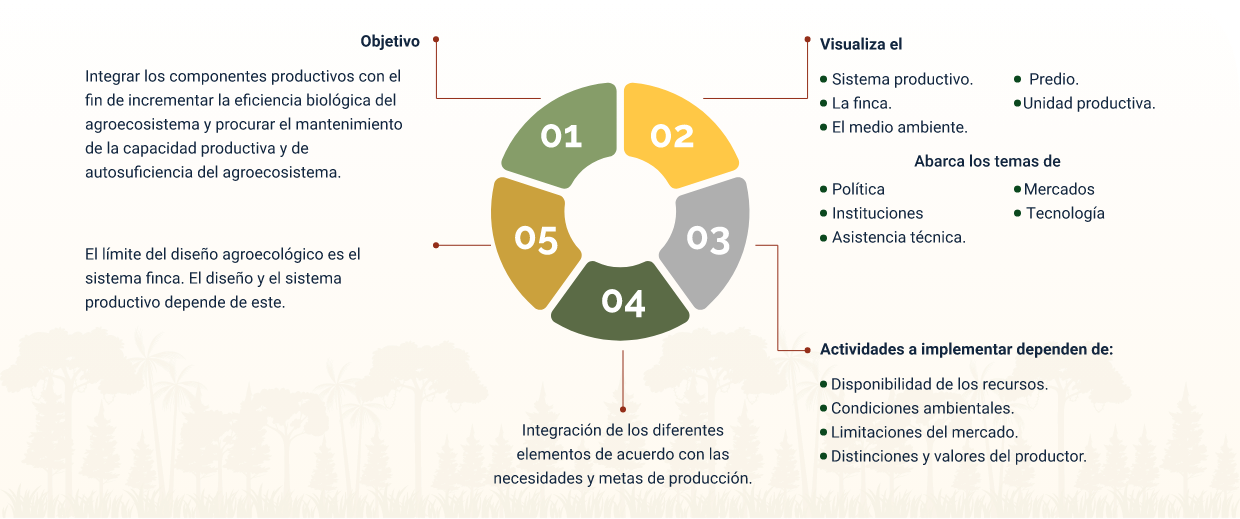 Objetivo
Integrar los componentes productivos con el
fin de incrementar la eficiencia biológica del
agroecosistema y procurar el mantenimiento
de la capacidad productiva y de
autosuficiencia del agroecosistema.
01
02
Visualiza el
Sistema productivo.
La finca.
El medio ambiente.
Predio.
Unidad productiva.
Abarca los temas de
Política
Instituciones
Asistencia técnica.
Mercados
Tecnología
03
Actividades a implementar dependen de:
Disponibilidad de los recursos.
Condiciones ambientales.
Limitaciones del mercado.
Distinciones y valores del productor.
04
Integración de los diferentes
elementos de acuerdo con las
necesidades y metas de producción.
05
El límite del diseño agroecológico es el
sistema finca. El diseño y el sistema
productivo depende de este.